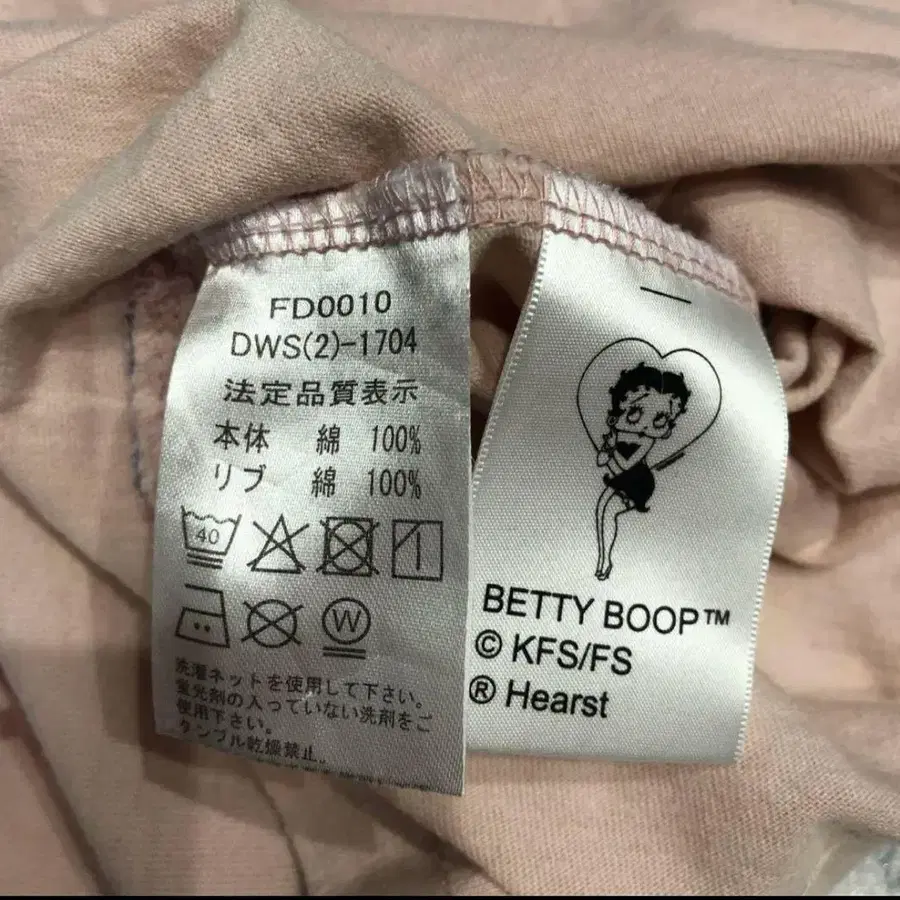 FD0010
DWS(2)-1704
法定品質表示
本体 綿 100%
リブ 綿 100%
40
W
洗濯ネットを使用して下さい。
蛍光剤の入っていない洗剤をご
使用下さい。
タンブル乾燥禁止。
BETTY BOOP™
© KFS/FS
® Hearst